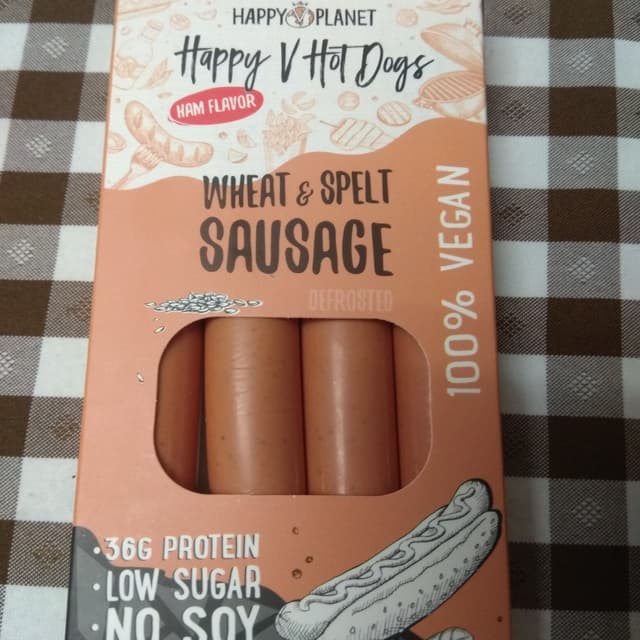 HAPPY PLANET
Happy V Hot Dogs
HAM FLAVOR
WHEAT & SPELT
SAUSAGE
DEFROSTED
100% VEGAN
•36G PROTEIN
•LOW SUGAR
•NO SOY